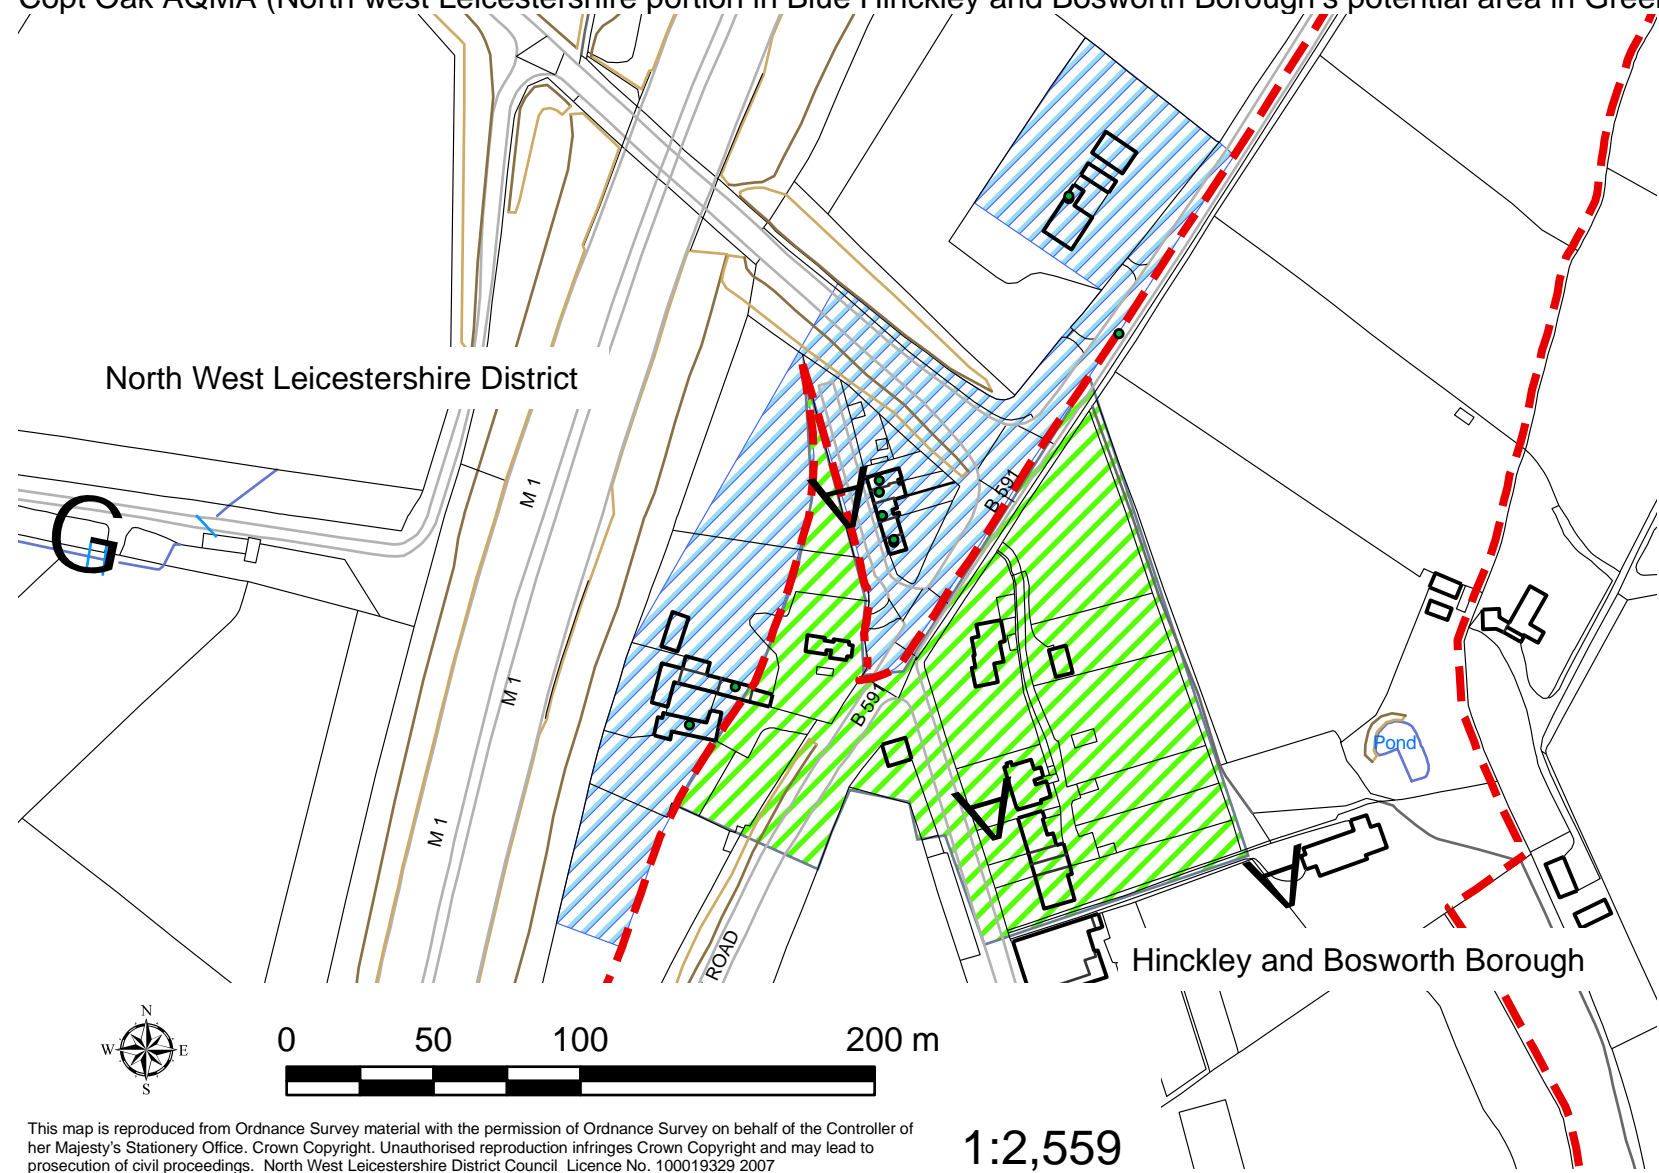 Copt Oak AQMA (North west Leicestershire portion in Blue Hinckley and Bosworth Borough's potential area in Green
North West Leicestershire District
M 1
B 591
G
M 1
B 591
Pond
M 1
ROAD
Hinckley and Bosworth Borough
N
W E
S
0 50 100 200 m
This map is reproduced from Ordnance Survey material with the permission of Ordnance Survey on behalf of the Controller of
her Majesty's Stationery Office. Crown Copyright. Unauthorised reproduction infringes Crown Copyright and may lead to
prosecution of civil proceedings. North West Leicestershire District Council Licence No. 100019329 2007
1:2,559